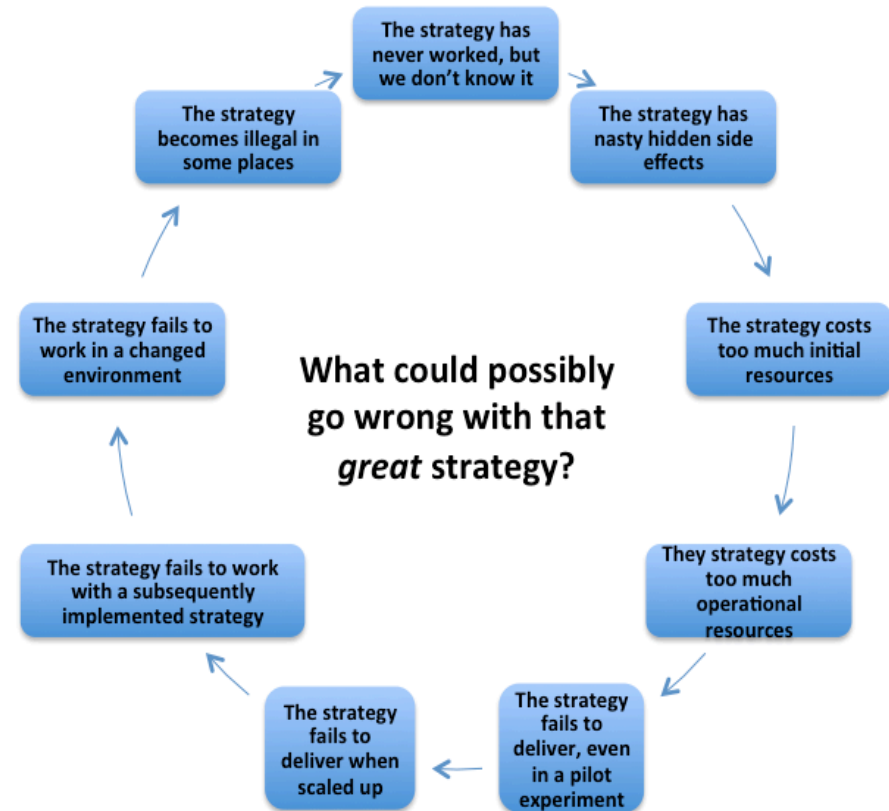 The strategy has
never worked, but
we don't know it
The strategy has
nasty hidden side
effects
The strategy costs
too much initial
resources
They strategy costs
too much
operational
resources
The strategy
fails to
deliver, even
in a pilot
experiment
The strategy
fails to
deliver when
scaled up
The strategy fails to work
with a subsequently
implemented strategy
The strategy fails to
work in a changed
environment
The strategy
becomes illegal in
some places
What could possibly
go wrong with that
great strategy?